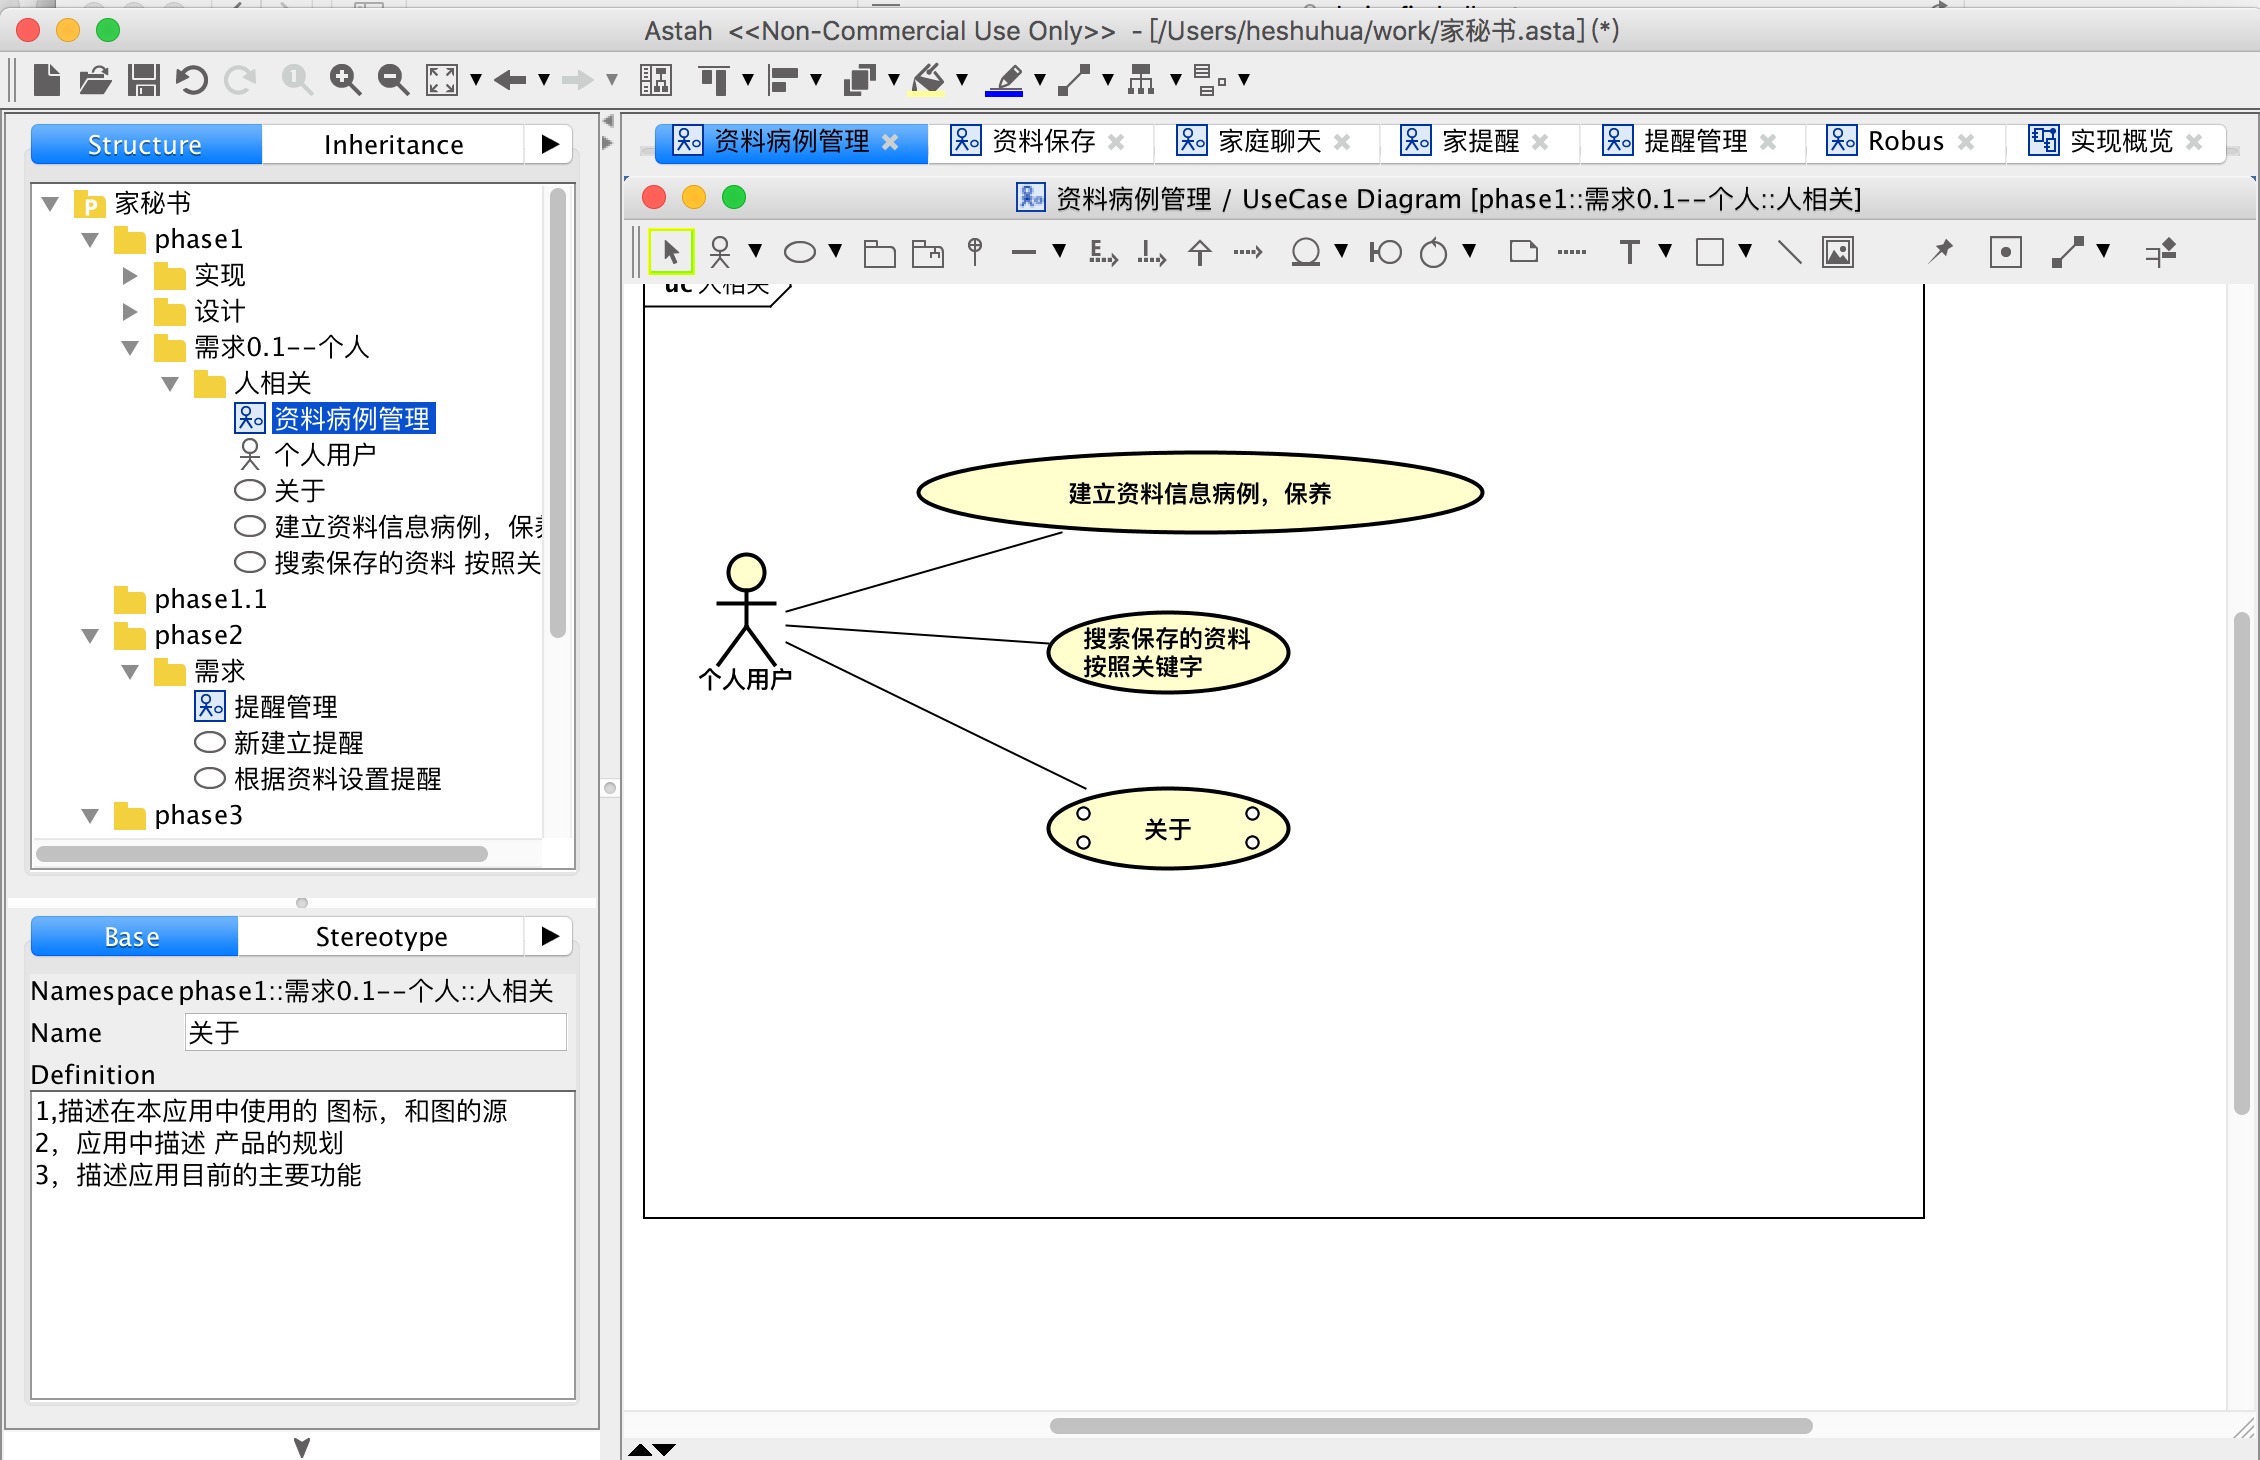 Astah <<Non-Commercial Use Only>> - [/Users/heshuhua/work/家秘书.asta](*)
Structure
Inheritance
家秘书
phase1
实现
设计
需求0.1--个人
人相关
资料病例管理
个人用户
关于
建立资料信息病例，保
搜索保存的资料 按照关
phase1.1
phase2
需求
提醒管理
新建立提醒
根据资料设置提醒
phase3
Base
Stereotype
Namespace phase1::需求0.1--个人::人相关
Name 关于
Definition
1,描述在本应用中使用的 图标，和图的源
2，应用中描述 产品的规划
3，描述应用目前的主要功能
资料病例管理
资料保存
家庭聊天
家提醒
提醒管理
Robus
实现概览
资料病例管理 / UseCase Diagram [phase1::需求0.1--个人::人相关]
uc 人相关
建立资料信息病例，保养
个人用户
搜索保存的资料
按照关键字
关于